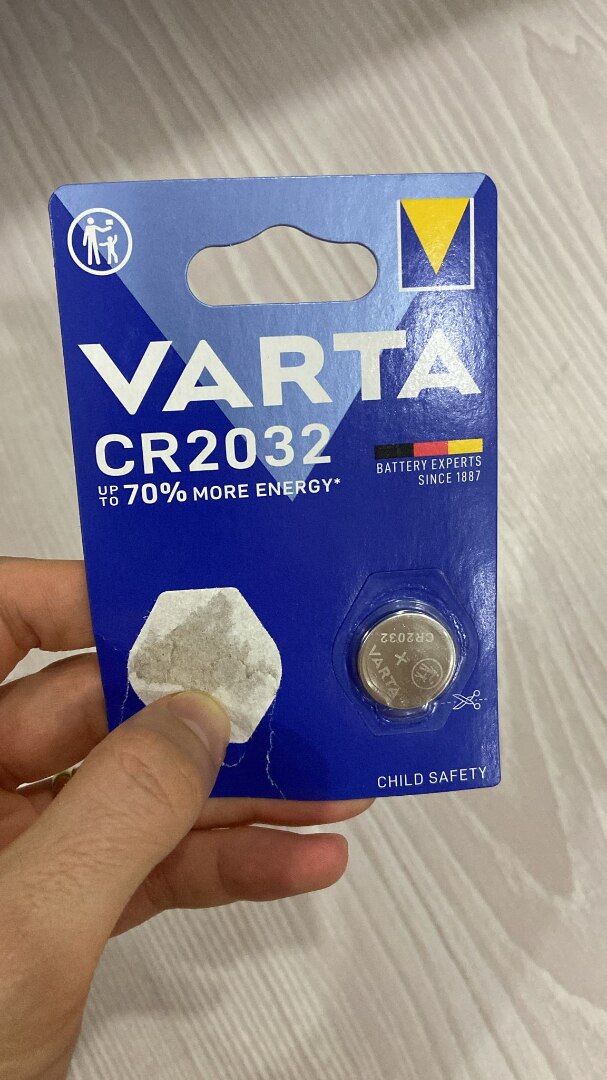 VARTA
CR2032
UP TO 70% MORE ENERGY*
BATTERY EXPERTS
SINCE 1887
CR2032
+
VARTA
CHILD SAFETY